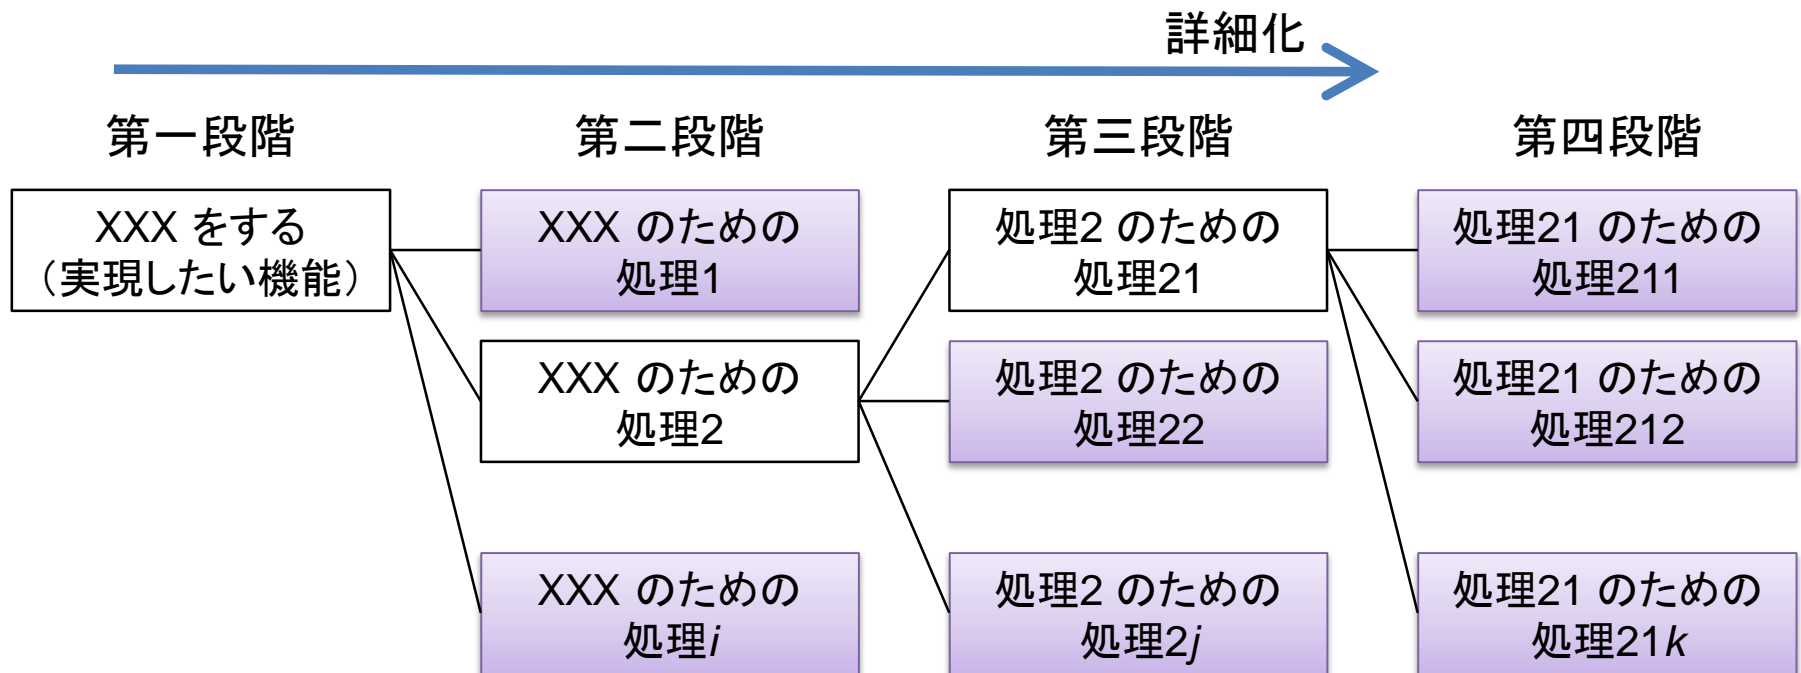 詳細化
第一段階
第二段階
第三段階
第四段階
XXX をする
（実現したい機能）
XXX のための
処理1
処理2 のための
処理21
処理21 のための
処理211
XXX のための
処理2
処理2 のための
処理22
処理21 のための
処理212
XXX のための
処理i
処理2 のための
処理2j
処理21 のための
処理21k